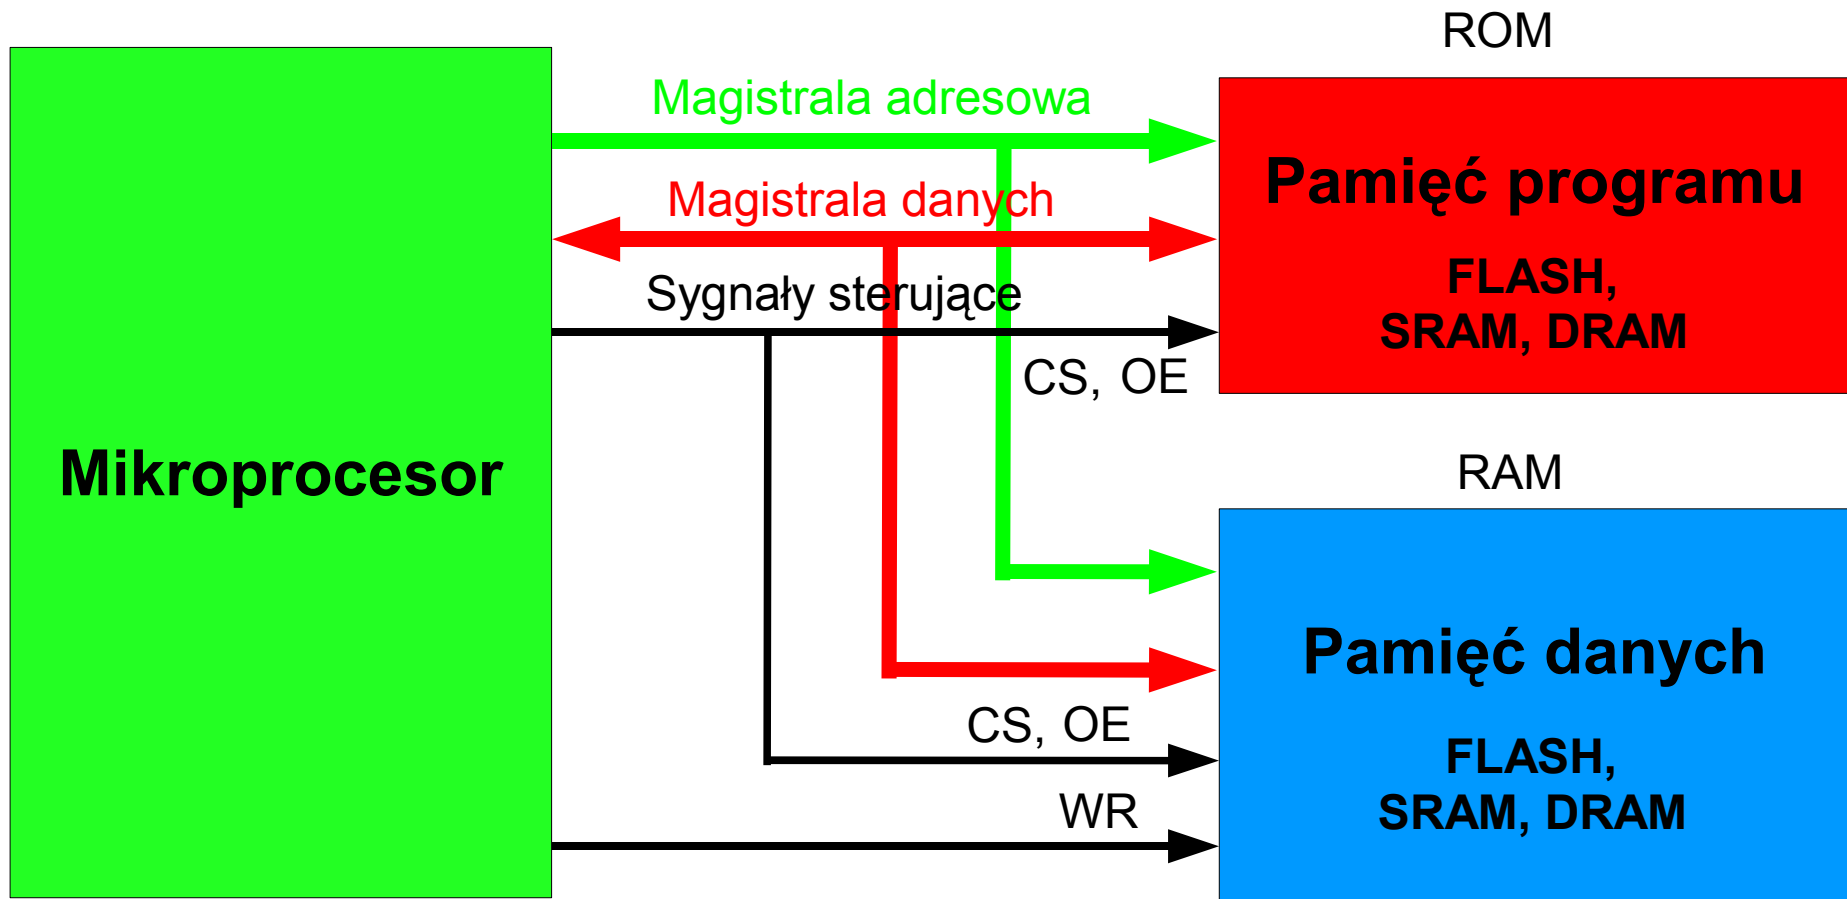 ROM
Magistrala adresowa
Pamięć programu
Magistrala danych
FLASH,
Sygnały sterujące
SRAM, DRAM
CS, OE
Mikroprocesor
RAM
Pamięć danych
CS, OE
FLASH,
WR
SRAM, DRAM